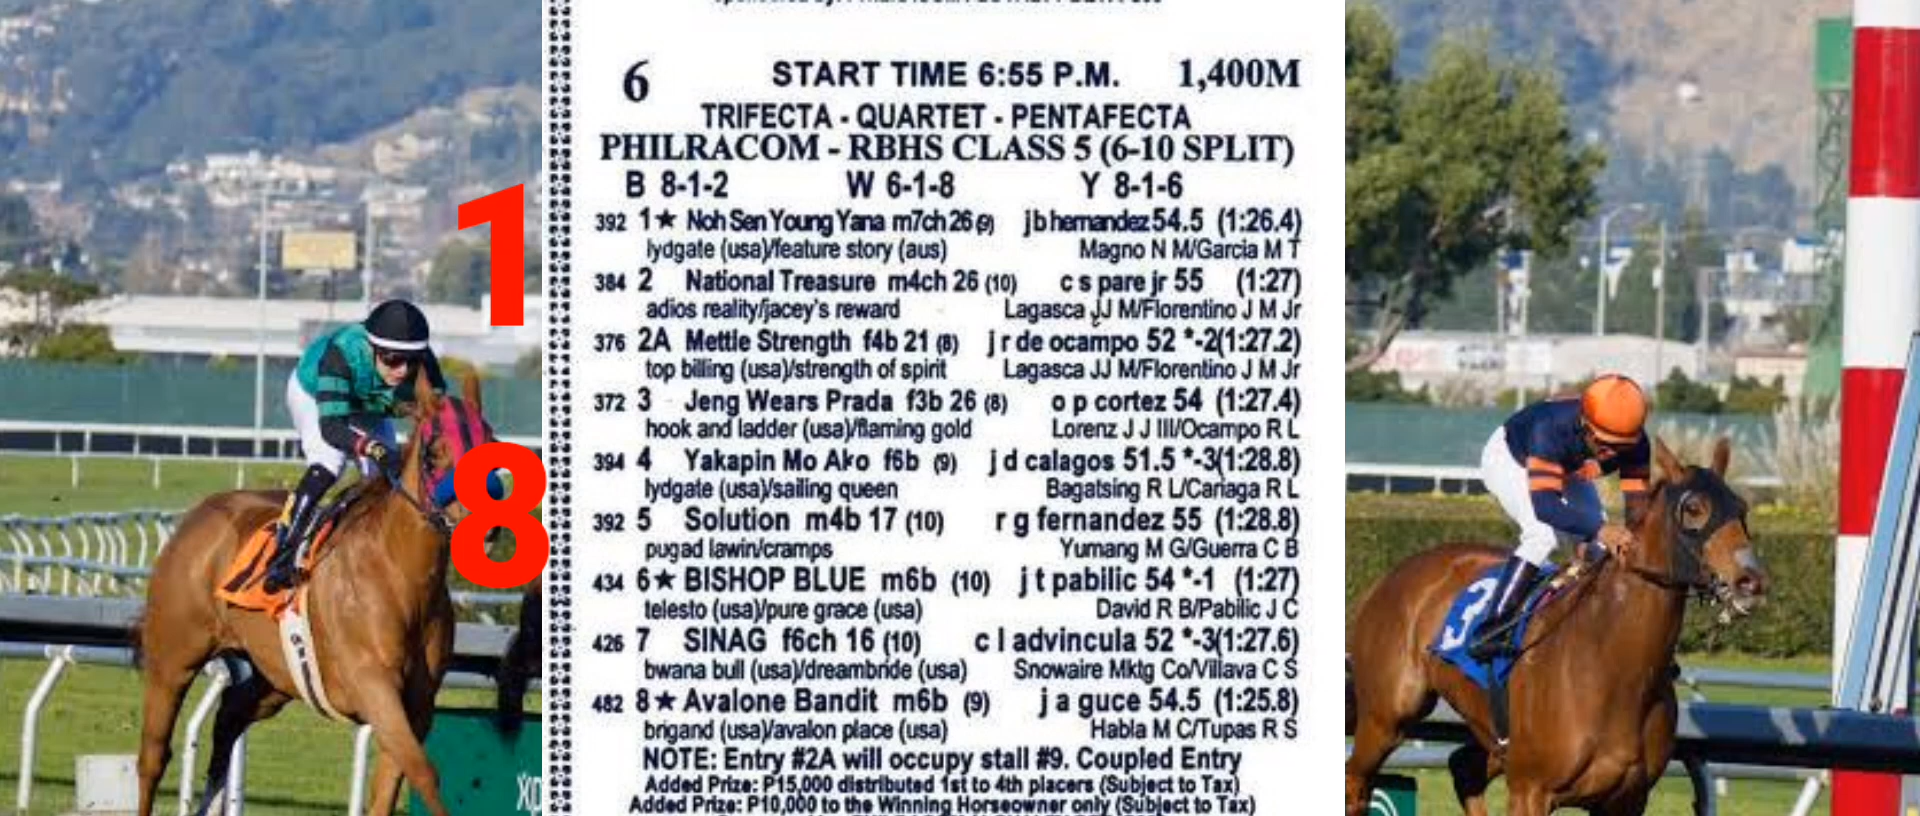 1
8
6 START TIME 6:55 P.M. 1,400M
TRIFECTA - QUARTET - PENTAFECTA
PHILRACOM - RBHS CLASS 5 (6-10 SPLIT)
B 8-1-2 W 6-1-8 Y 8-1-6
392 1★ Noh Sen Young Yana m7ch 26 (9) j b hernandez 54.5 (1:26.4)
lydgate (usa)/feature story (aus) Magno N M/Garcia M T
384 2 National Treasure m4ch 26 (10) c s pare jr 55 (1:27)
adios reality/jacey's reward Lagasca JJ M/Florentino J M Jr
376 2A Mettle Strength f4b 21 (8) j r de ocampo 52 *-2(1:27.2)
top billing (usa)/strength of spirit Lagasca JJ M/Florentino J M Jr
372 3 Jeng Wears Prada f3b 26 (8) o p cortez 54 (1:27.4)
hook and ladder (usa)/flaming gold Lorenz J J III/Ocampo R L
394 4 Yakapin Mo Ako f6b (9) j d calagos 51.5 *-3(1:28.8)
lydgate (usa)/sailing queen Bagatsing R L/Cariaga R L
392 5 Solution m4b 17 (10) r g fernandez 55 (1:28.8)
pugad lawin/cramps Yumang M G/Guerra C B
434 6★ BISHOP BLUE m6b (10) j t pabilic 54 *-1 (1:27)
telesto (usa)/pure grace (usa) David R B/Pabilic J C
426 7 SINAG f6ch 16 (10) c l advincula 52 *-3(1:27.6)
bwana bull (usa)/dreambride (usa) Snowaire Mktg Co/Villava C S
482 8★ Avalone Bandit m6b (9) j a guce 54.5 (1:25.8)
brigand (usa)/avalon place (usa) Habla M C/Tupas R S
NOTE: Entry #2A will occupy stall #9. Coupled Entry
Added Prize: P15,000 distributed 1st to 4th placers (Subject to Tax)
Added Prize: P10,000 to the Winning Horseowner only (Subject to Tax)
3